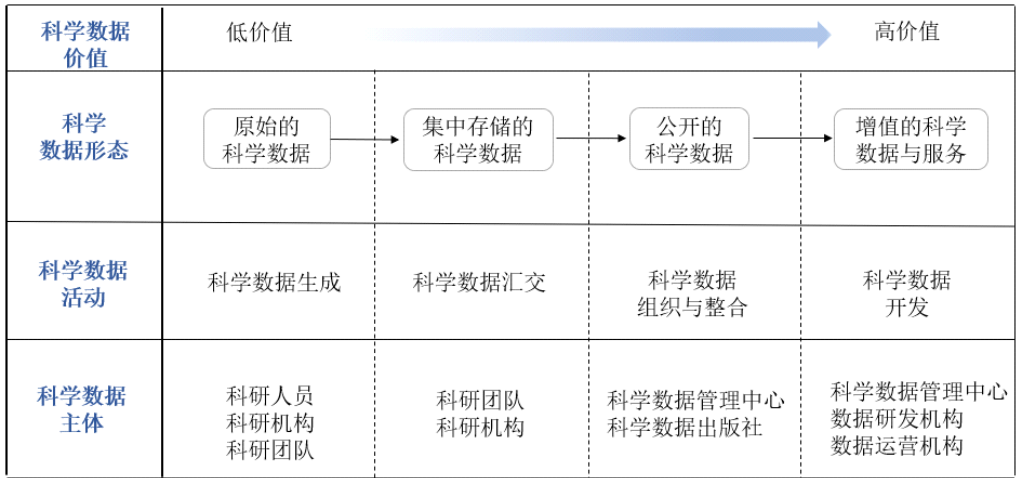 科学数据
价值
低价值
高价值
科学
数据形态
原始的
科学数据
集中存储的
科学数据
公开的
科学数据
增值的科学
数据与服务
科学数据
活动
科学数据生成
科学数据汇交
科学数据
组织与整合
科学数据
开发
科学数据
主体
科研人员
科研机构
科研团队
科研团队
科研机构
科学数据管理中心
科学数据出版社
科学数据管理中心
数据研发机构
数据运营机构